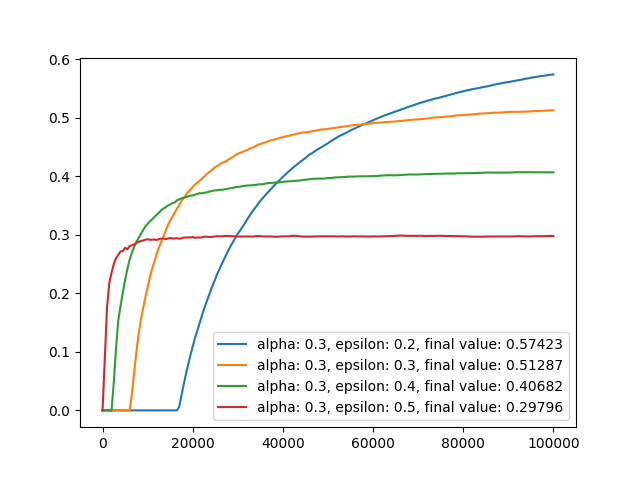 0.6
0.5
0.4
0.3
0.2
0.1
0.0
alpha: 0.3, epsilon: 0.2, final value: 0.57423
alpha: 0.3, epsilon: 0.3, final value: 0.51287
alpha: 0.3, epsilon: 0.4, final value: 0.40682
alpha: 0.3, epsilon: 0.5, final value: 0.29796
0 20000 40000 60000 80000 100000